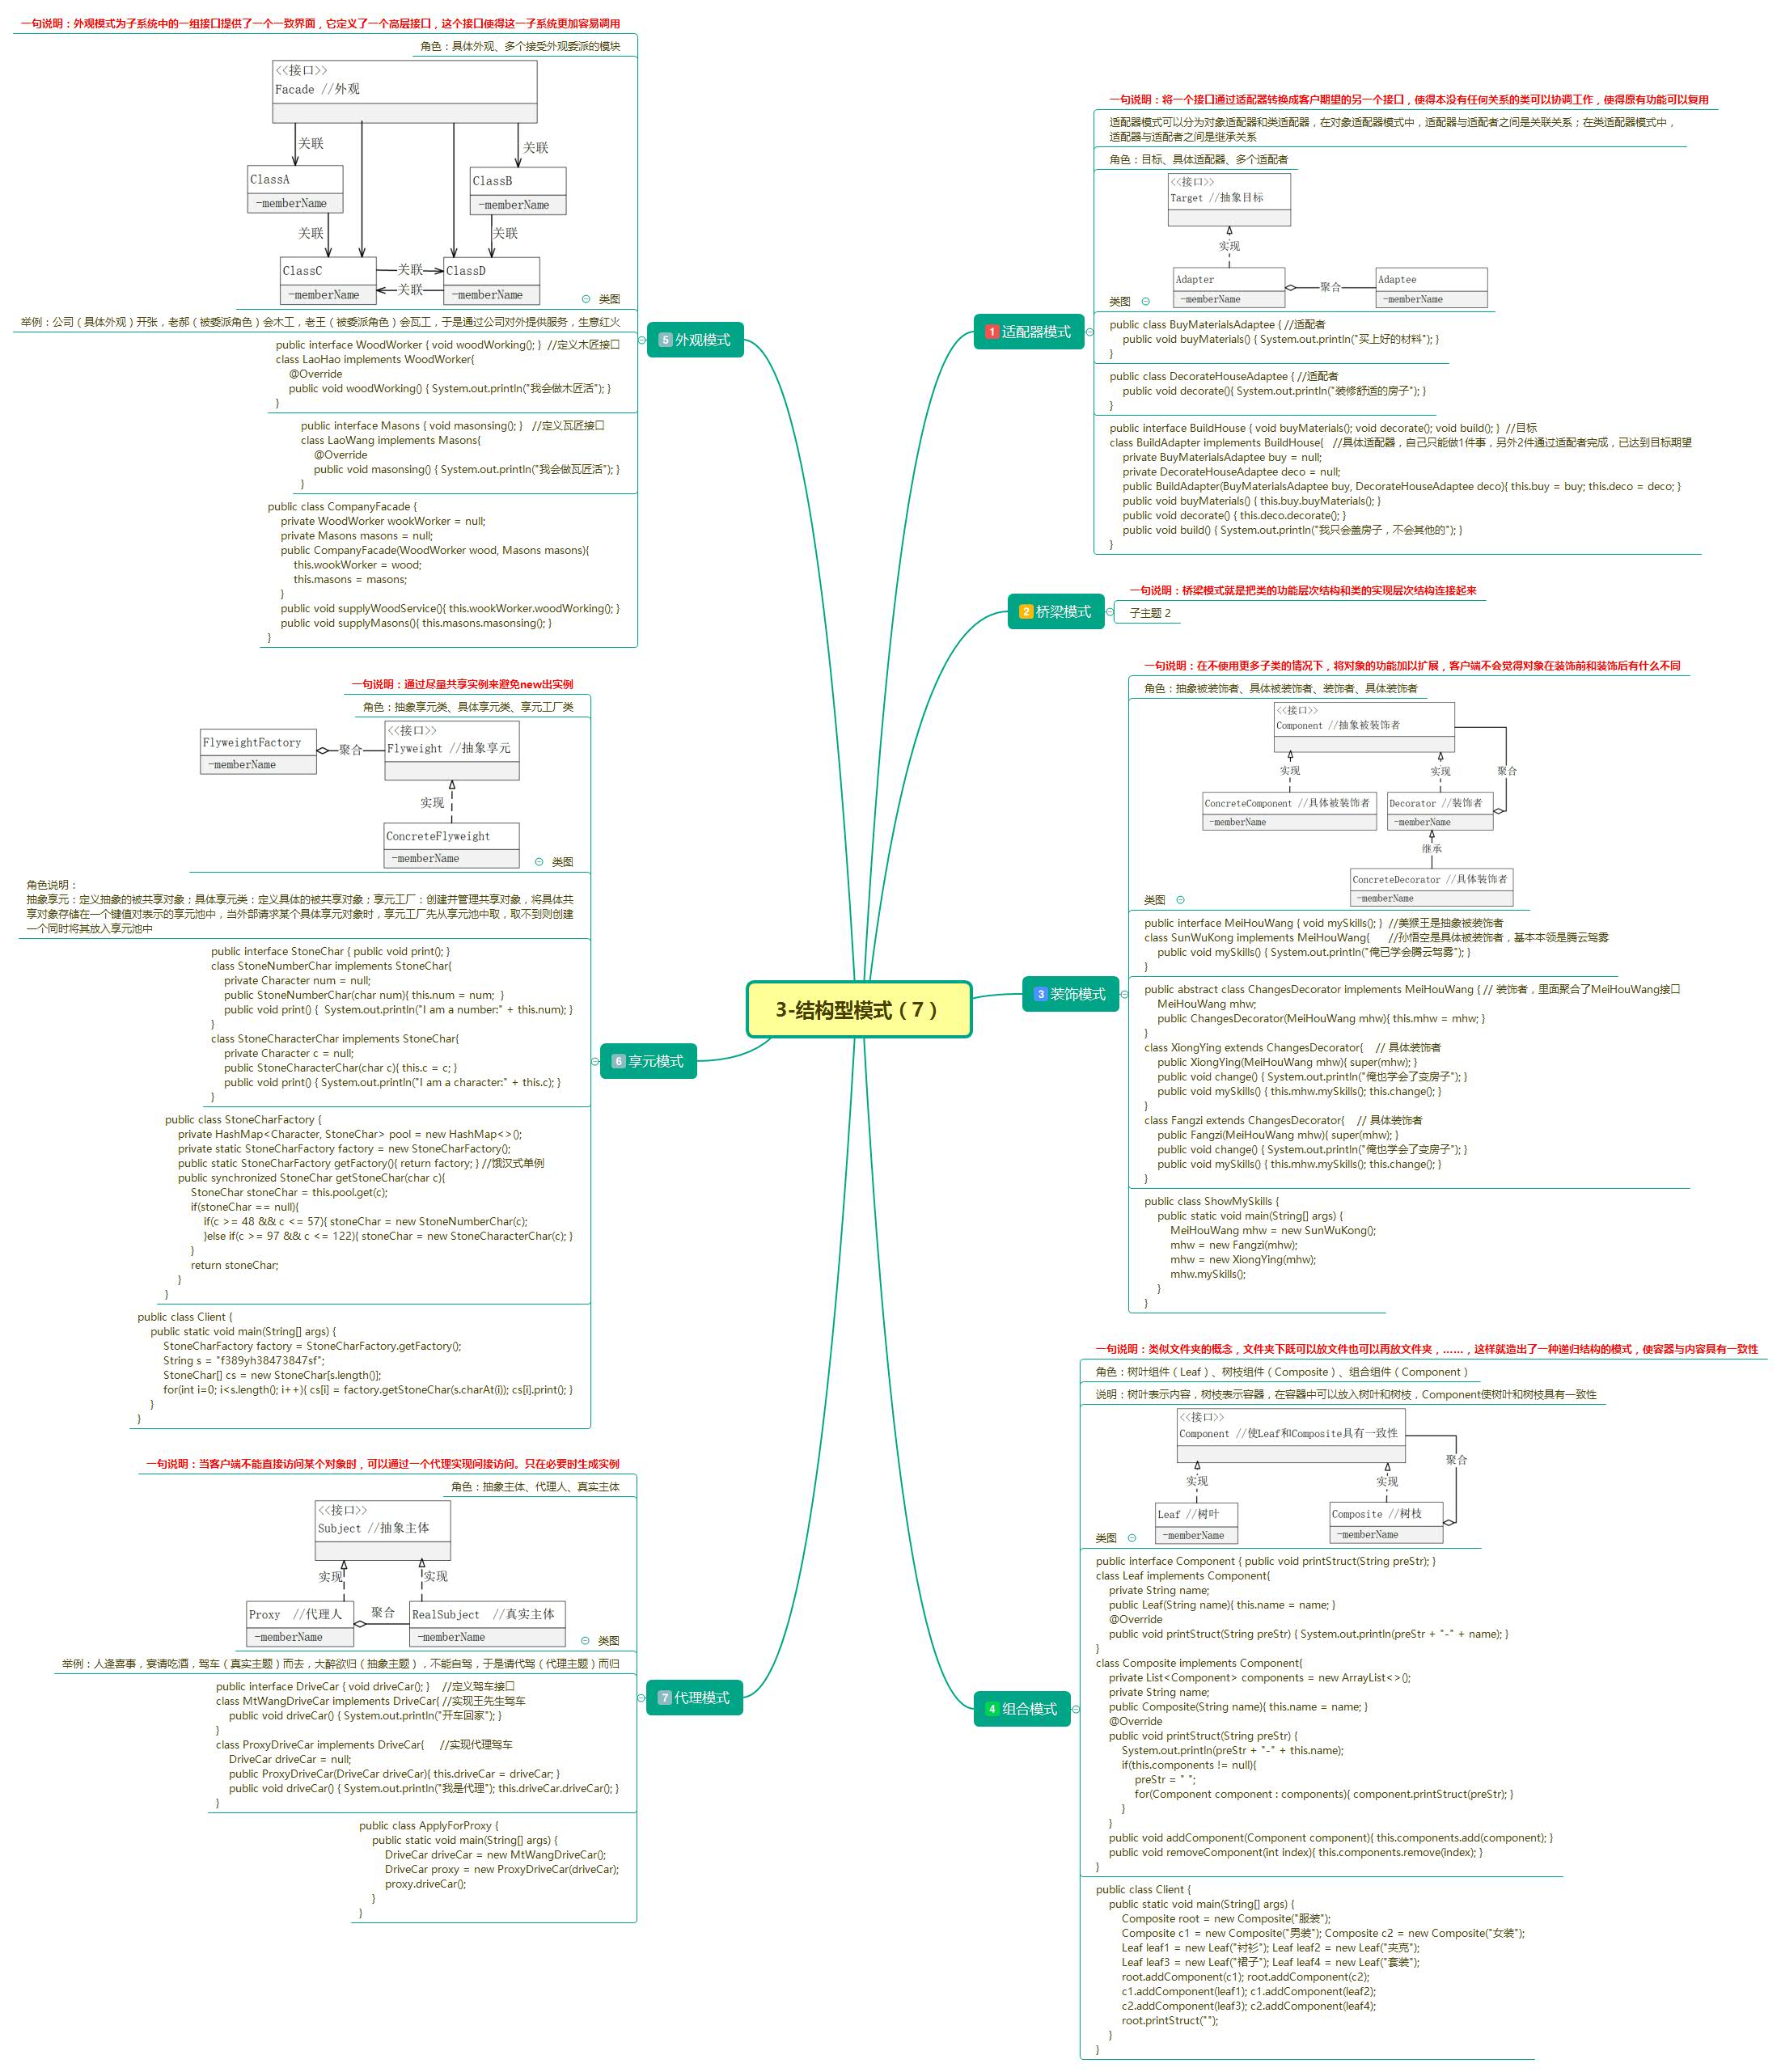 3-结构型模式（7）
1 适配器模式
一句说明：将一个接口通过适配器转换成客户期望的另一个接口，使得本没有任何关系的类可以协调工作，使得原有功能可以复用
适配器模式可以分为对象适配器和类适配器，在对象适配器模式中，适配器与适配者之间是关联关系；在类适配器模式中，
适配器与适配者之间是继承关系
角色：目标、具体适配器、多个适配者
<<接口>>
Target //抽象目标
实现
Adapter
-memberName
聚合
Adaptee
-memberName
类图
public class BuyMaterialsAdaptee { //适配者
public void buyMaterials() { System.out.println("买上好的材料"); }
}
public class DecorateHouseAdaptee { //适配者
public void decorate(){ System.out.println("装修舒适的房子"); }
}
public interface BuildHouse { void buyMaterials(); void decorate(); void build(); } //目标
class BuildAdapter implements BuildHouse{ //具体适配器，自己只能做1件事，另外2件通过适配者完成，已达到目标期望
private BuyMaterialsAdaptee buy = null;
private DecorateHouseAdaptee deco = null;
public BuildAdapter(BuyMaterialsAdaptee buy, DecorateHouseAdaptee deco){ this.buy = buy; this.deco = deco; }
public void buyMaterials() { this.buy.buyMaterials(); }
public void decorate() { this.deco.decorate(); }
public void build() { System.out.println("我只会盖房子，不会其他的"); }
}
2 桥梁模式
一句说明：桥梁模式就是把类的功能层次结构和类的实现层次结构连接起来
子主题 2
3 装饰模式
一句说明：在不使用更多子类的情况下，将对象的功能加以扩展，客户端不会觉得对象在装饰前和装饰后有什么不同
角色：抽象被装饰者、具体被装饰者、装饰者、具体装饰者
<<接口>>
Component //抽象被装饰者
实现
实现
聚合
ConcreteComponent //具体被装饰者
-memberName
Decorator //装饰者
-memberName
继承
ConcreteDecorator //具体装饰者
-memberName
类图
public interface MeiHouWang { void mySkills(); } //美猴王是抽象被装饰者
class SunWuKong implements MeiHouWang{ //孙悟空是具体被装饰者，基本本领是腾云驾雾
public void mySkills() { System.out.println("俺已学会腾云驾雾"); }
}
public abstract class ChangesDecorator implements MeiHouWang { // 装饰者，里面聚合了MeiHouWang接口
MeiHouWang mhw;
public ChangesDecorator(MeiHouWang mhw){ this.mhw = mhw; }
}
class XiongYing extends ChangesDecorator{ // 具体装饰者
public XiongYing(MeiHouWang mhw){ super(mhw); }
public void change() { System.out.println("俺也学会了变房子"); }
public void mySkills() { this.mhw.mySkills(); this.change(); }
}
class Fangzi extends ChangesDecorator{ // 具体装饰者
public Fangzi(MeiHouWang mhw){ super(mhw); }
public void change() { System.out.println("俺也学会了变房子"); }
public void mySkills() { this.mhw.mySkills(); this.change(); }
}
public class ShowMySkills {
public static void main(String[] args) {
MeiHouWang mhw = new SunWuKong();
mhw = new Fangzi(mhw);
mhw = new XiongYing(mhw);
mhw.mySkills();
}
}
4 组合模式
一句说明：类似文件夹的概念，文件夹下既可以放文件也可以再放文件夹，……，这样就造出了一种递归结构的模式，使容器与内容具有一致性
角色：树叶组件（Leaf）、树枝组件（Composite）、组合组件（Component）
说明：树叶表示内容，树枝表示容器，在容器中可以放入树叶和树枝，Component使树叶和树枝具有一致性
<<接口>>
Component //使Leaf和Composite具有一致性
实现
实现
聚合
Leaf //树叶
-memberName
Composite //树枝
-memberName
类图
public interface Component { public void printStruct(String preStr); }
class Leaf implements Component{
private String name;
public Leaf(String name){ this.name = name; }
@Override
public void printStruct(String preStr) { System.out.println(preStr + "-" + name); }
}
class Composite implements Component{
private List<Component> components = new ArrayList<>();
private String name;
public Composite(String name){ this.name = name; }
@Override
public void printStruct(String preStr) {
System.out.println(preStr + "-" + this.name);
if(this.components != null){
preStr = " ";
for(Component component : components){ component.printStruct(preStr); }
}
}
public void addComponent(Component component){ this.components.add(component); }
public void removeComponent(int index){ this.components.remove(index); }
}
public class Client {
public static void main(String[] args) {
Composite root = new Composite("服装");
Composite c1 = new Composite("男装"); Composite c2 = new Composite("女装");
Leaf leaf1 = new Leaf("衬衫"); Leaf leaf2 = new Leaf("夹克");
Leaf leaf3 = new Leaf("裙子"); Leaf leaf4 = new Leaf("套装");
root.addComponent(c1); root.addComponent(c2);
c1.addComponent(leaf1); c1.addComponent(leaf2);
c2.addComponent(leaf3); c2.addComponent(leaf4);
root.printStruct("");
}
}
5 外观模式
一句说明：外观模式为子系统中的一组接口提供了一个一致界面，它定义了一个高层接口，这个接口使得这一子系统更加容易调用
角色：具体外观、多个接受外观委派的模块
<<接口>>
Facade //外观
关联
关联
ClassA
-memberName
ClassB
-memberName
关联
关联
ClassC
-memberName
关联
关联
ClassD
-memberName
类图
举例：公司（具体外观）开张，老郝（被委派角色）会木工，老王（被委派角色）会瓦工，于是通过公司对外提供服务，生意红火
public interface WoodWorker { void woodWorking(); } //定义木匠接口
class LaoHao implements WoodWorker{
@Override
public void woodWorking() { System.out.println("我会做木匠活"); }
}
public interface Masons { void masonsing(); } //定义瓦匠接口
class LaoWang implements Masons{
@Override
public void masonsing() { System.out.println("我会做瓦匠活"); }
}
public class CompanyFacade {
private WoodWorker wookWorker = null;
private Masons masons = null;
public CompanyFacade(WoodWorker wood, Masons masons){
this.wookWorker = wood;
this.masons = masons;
}
public void supplyWoodService(){ this.wookWorker.woodWorking(); }
public void supplyMasons(){ this.masons.masonsing(); }
}
6 享元模式
一句说明：通过尽量共享实例来避免new出实例
角色：抽象享元类、具体享元类、享元工厂类
FlyweightFactory
-memberName
聚合
<<接口>>
Flyweight //抽象享元
实现
ConcreteFlyweight
-memberName
类图
角色说明：
抽象享元：定义抽象的被共享对象；具体享元类：定义具体的被共享对象；享元工厂：创建并管理共享对象，将具体共
享对象存储在一个键值对表示的享元池中，当外部请求某个具体享元对象时，享元工厂先从享元池中取，取不到则创建
一个同时将其放入享元池中
public interface StoneChar { public void print(); }
class StoneNumberChar implements StoneChar{
private Character num = null;
public StoneNumberChar(char num){ this.num = num; }
public void print() { System.out.println("I am a number:" + this.num); }
}
class StoneCharacterChar implements StoneChar{
private Character c = null;
public StoneCharacterChar(char c){ this.c = c; }
public void print() { System.out.println("I am a character:" + this.c); }
}
public class StoneCharFactory {
private HashMap<Character, StoneChar> pool = new HashMap<>();
private static StoneCharFactory factory = new StoneCharFactory();
public static StoneCharFactory getFactory(){ return factory; } //饿汉式单例
public synchronized StoneChar getStoneChar(char c){
StoneChar stoneChar = this.pool.get(c);
if(stoneChar == null){
if(c >= 48 && c <= 57){ stoneChar = new StoneNumberChar(c);
}else if(c >= 97 && c <= 122){ stoneChar = new StoneCharacterChar(c); }
}
return stoneChar;
}
}
public class Client {
public static void main(String[] args) {
StoneCharFactory factory = StoneCharFactory.getFactory();
String s = "f389yh38473847sf";
StoneChar[] cs = new StoneChar[s.length()];
for(int i=0; i<s.length(); i++){ cs[i] = factory.getStoneChar(s.charAt(i)); cs[i].print(); }
}
}
7 代理模式
一句说明：当客户端不能直接访问某个对象时，可以通过一个代理实现间接访问。只在必要时生成实例
角色：抽象主体、代理人、真实主体
<<接口>>
Subject //抽象主体
实现
实现
Proxy //代理人
-memberName
聚合
RealSubject //真实主体
-memberName
类图
举例：人逢喜事，宴请吃酒，驾车（真实主题）而去，大醉欲归（抽象主题），不能自驾，于是请代驾（代理主题）而归
public interface DriveCar { void driveCar(); } //定义驾车接口
class MtWangDriveCar implements DriveCar{ //实现王先生驾车
public void driveCar() { System.out.println("开车回家"); }
}
class ProxyDriveCar implements DriveCar{ //实现代理驾车
DriveCar driveCar = null;
public ProxyDriveCar(DriveCar driveCar){ this.driveCar = driveCar; }
public void driveCar() { System.out.println("我是代理"); this.driveCar.driveCar(); }
}
public class ApplyForProxy {
public static void main(String[] args) {
DriveCar driveCar = new MtWangDriveCar();
DriveCar proxy = new ProxyDriveCar(driveCar);
proxy.driveCar();
}
}